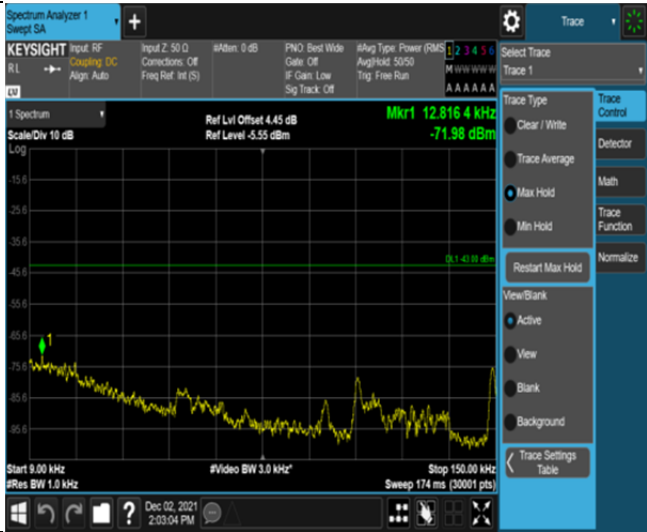 Spectrum Analyzer 1
Swept SA
+
Trace
KEYSIGHT
RL
Align: Auto
LV
Input: RF
Coupling: DC
Input Z: 50 Ω
Corrections: Off
Freq Ref: Int (S)
#Atten: 0 dB
PNO: Best Wide
Gate: Off
IF Gain: Low
Sig Track: Off
#Avg Type: Power (RMS
Avg|Hold: 50/50
Trig: Free Run
1 2 3 4 5 6
M W W W W W
A A A A A A
Select Trace
Trace 1
1 Spectrum
Scale/Div 10 dB
Log
Ref Lvl Offset 4.45 dB
Ref Level -5.55 dBm
Mkr1 12.816 4 kHz
-71.98 dBm
-15.6
-25.6
-35.6
DL1 -43.00 dBm
-45.6
-55.6
-65.6
1
-75.6
-85.6
-95.6
Start 9.00 kHz
#Res BW 1.0 kHz
#Video BW 3.0 kHz*
Stop 150.00 kHz
Sweep 174 ms (30001 pts)
Trace Type
Clear / Write
Trace Average
Max Hold
Min Hold
Restart Max Hold
View/Blank
Active
View
Blank
Background
Trace Settings
Table
Trace
Control
Detector
Math
Trace
Function
Normalize
?
Dec 02, 2021
2:03:04 PM